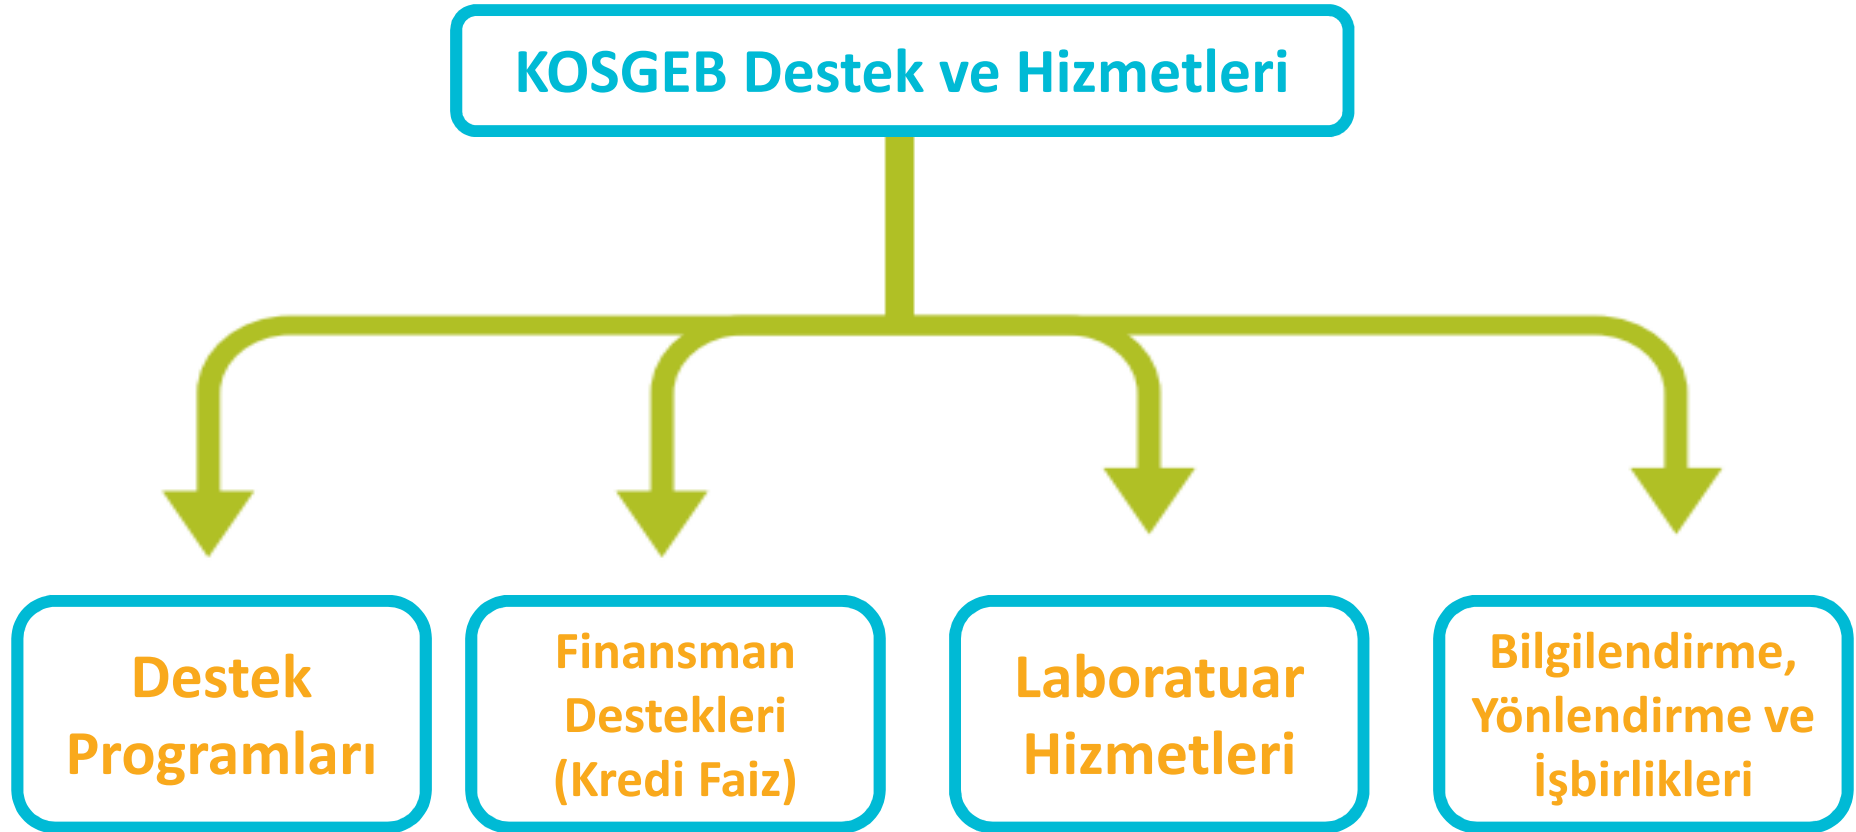 KOSGEB Destek ve Hizmetleri
Destek
Programları
Finansman
Destekleri
(Kredi Faiz)
Laboratuar
Hizmetleri
Bilgilendirme,
Yönlendirme ve
İşbirlikleri